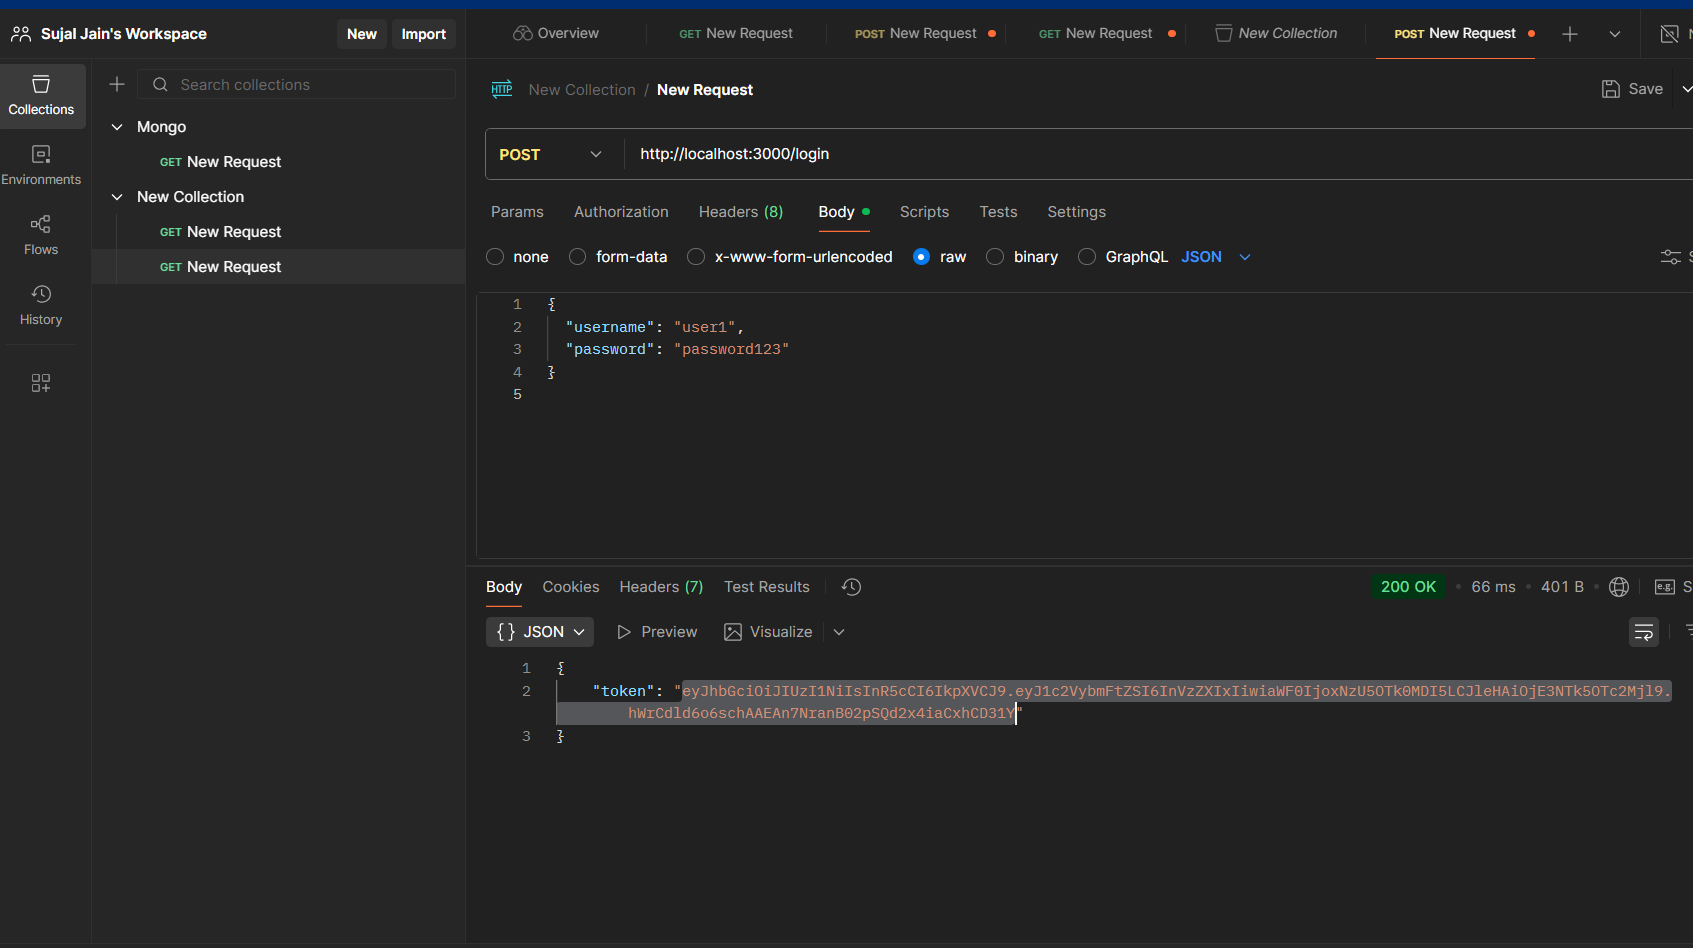 Sujal Jain's Workspace
New
Import
Overview
GET New Request
POST New Request
GET New Request
New Collection
POST New Request
Collections
Environments
Flows
History
Search collections
Mongo
GET New Request
New Collection
GET New Request
GET New Request
HTTP New Collection / New Request
Save
POST http://localhost:3000/login
Params Authorization Headers (8) Body Scripts Tests Settings
none form-data x-www-form-urlencoded raw binary GraphQL JSON
1 {
2 "username": "user1",
3 "password": "password123"
4 }
5
Body Cookies Headers (7) Test Results
200 OK • 66 ms • 401 B • e.g.
{} JSON Preview Visualize
1 {
2 "token": "eyJhbGciOiJIUzI1NiIsInR5cCI6IkpXVCJ9.eyJ1c2VybmFtZSI6InVzZXIxIiwiaWF0IjoxNzU5OTk0MDI5LCJleHAiOjE3NTk5OTc2Mjl9.
hWrCdld6o6schAAEAn7NranB02pSQd2x4iaCxhCD31Y"
3 }